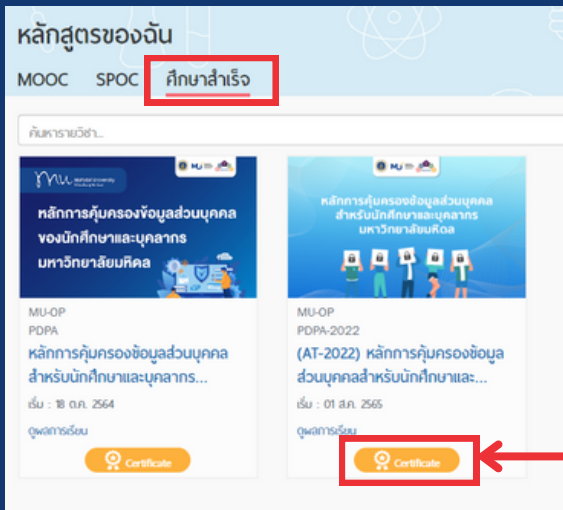 หลักสูตรของฉัน
MOOC SPOC ศึกษาสำเร็จ
ค้นหารายวิชา...
MU
หลักการคุ้มครองข้อมูลส่วนบุคคล
ของนักศึกษาและบุคลากร
มหาวิทยาลัยมหิดล
MU-OP
PDPA
หลักการคุ้มครองข้อมูลส่วนบุคคล
สำหรับนักศึกษาและบุคลากร...
เริ่ม : 18 ต.ค. 2564
ดูผลการเรียน
Certificate
MU
หลักการคุ้มครองข้อมูลส่วนบุคคล
สำหรับนักศึกษาและบุคลากร
มหาวิทยาลัยมหิดล
MU-OP
PDPA-2022
(AT-2022) หลักการคุ้มครองข้อมูล
ส่วนบุคคลสำหรับนักศึกษาและ...
เริ่ม : 01 ส.ค. 2565
ดูผลการเรียน
Certificate